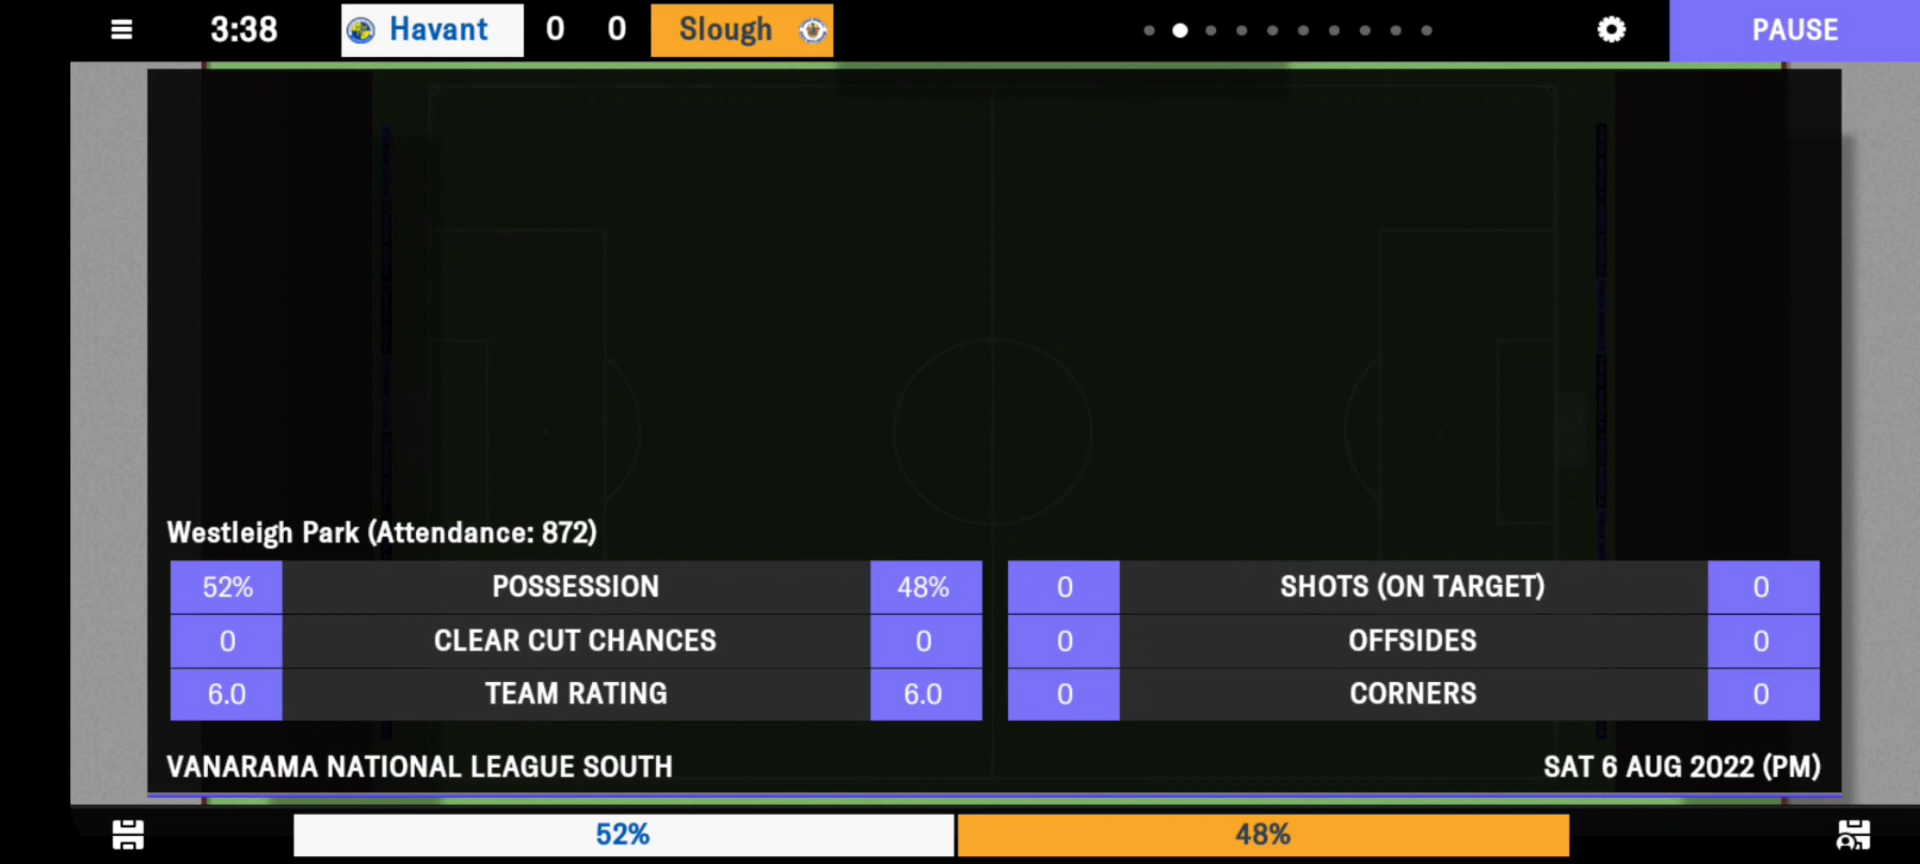 3:38 Havant 0 0 Slough PAUSE
Westleigh Park (Attendance: 872)
52% POSSESSION 48% 0 SHOTS (ON TARGET) 0
0 CLEAR CUT CHANCES 0 0 OFFSIDES 0
6.0 TEAM RATING 6.0 0 CORNERS 0
VANARAMA NATIONAL LEAGUE SOUTH SAT 6 AUG 2022 (PM)
52% 48%